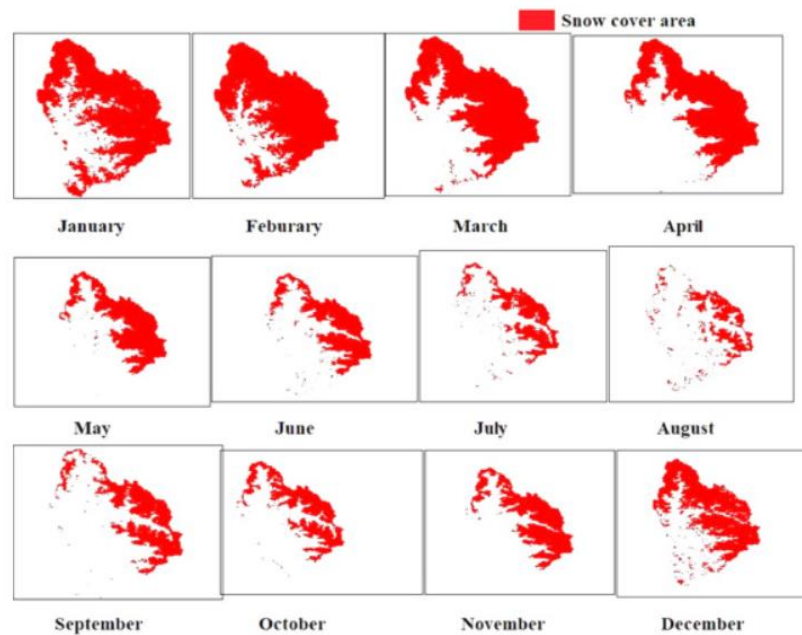 Snow cover area
January Feburary March April
May June July August
September October November December